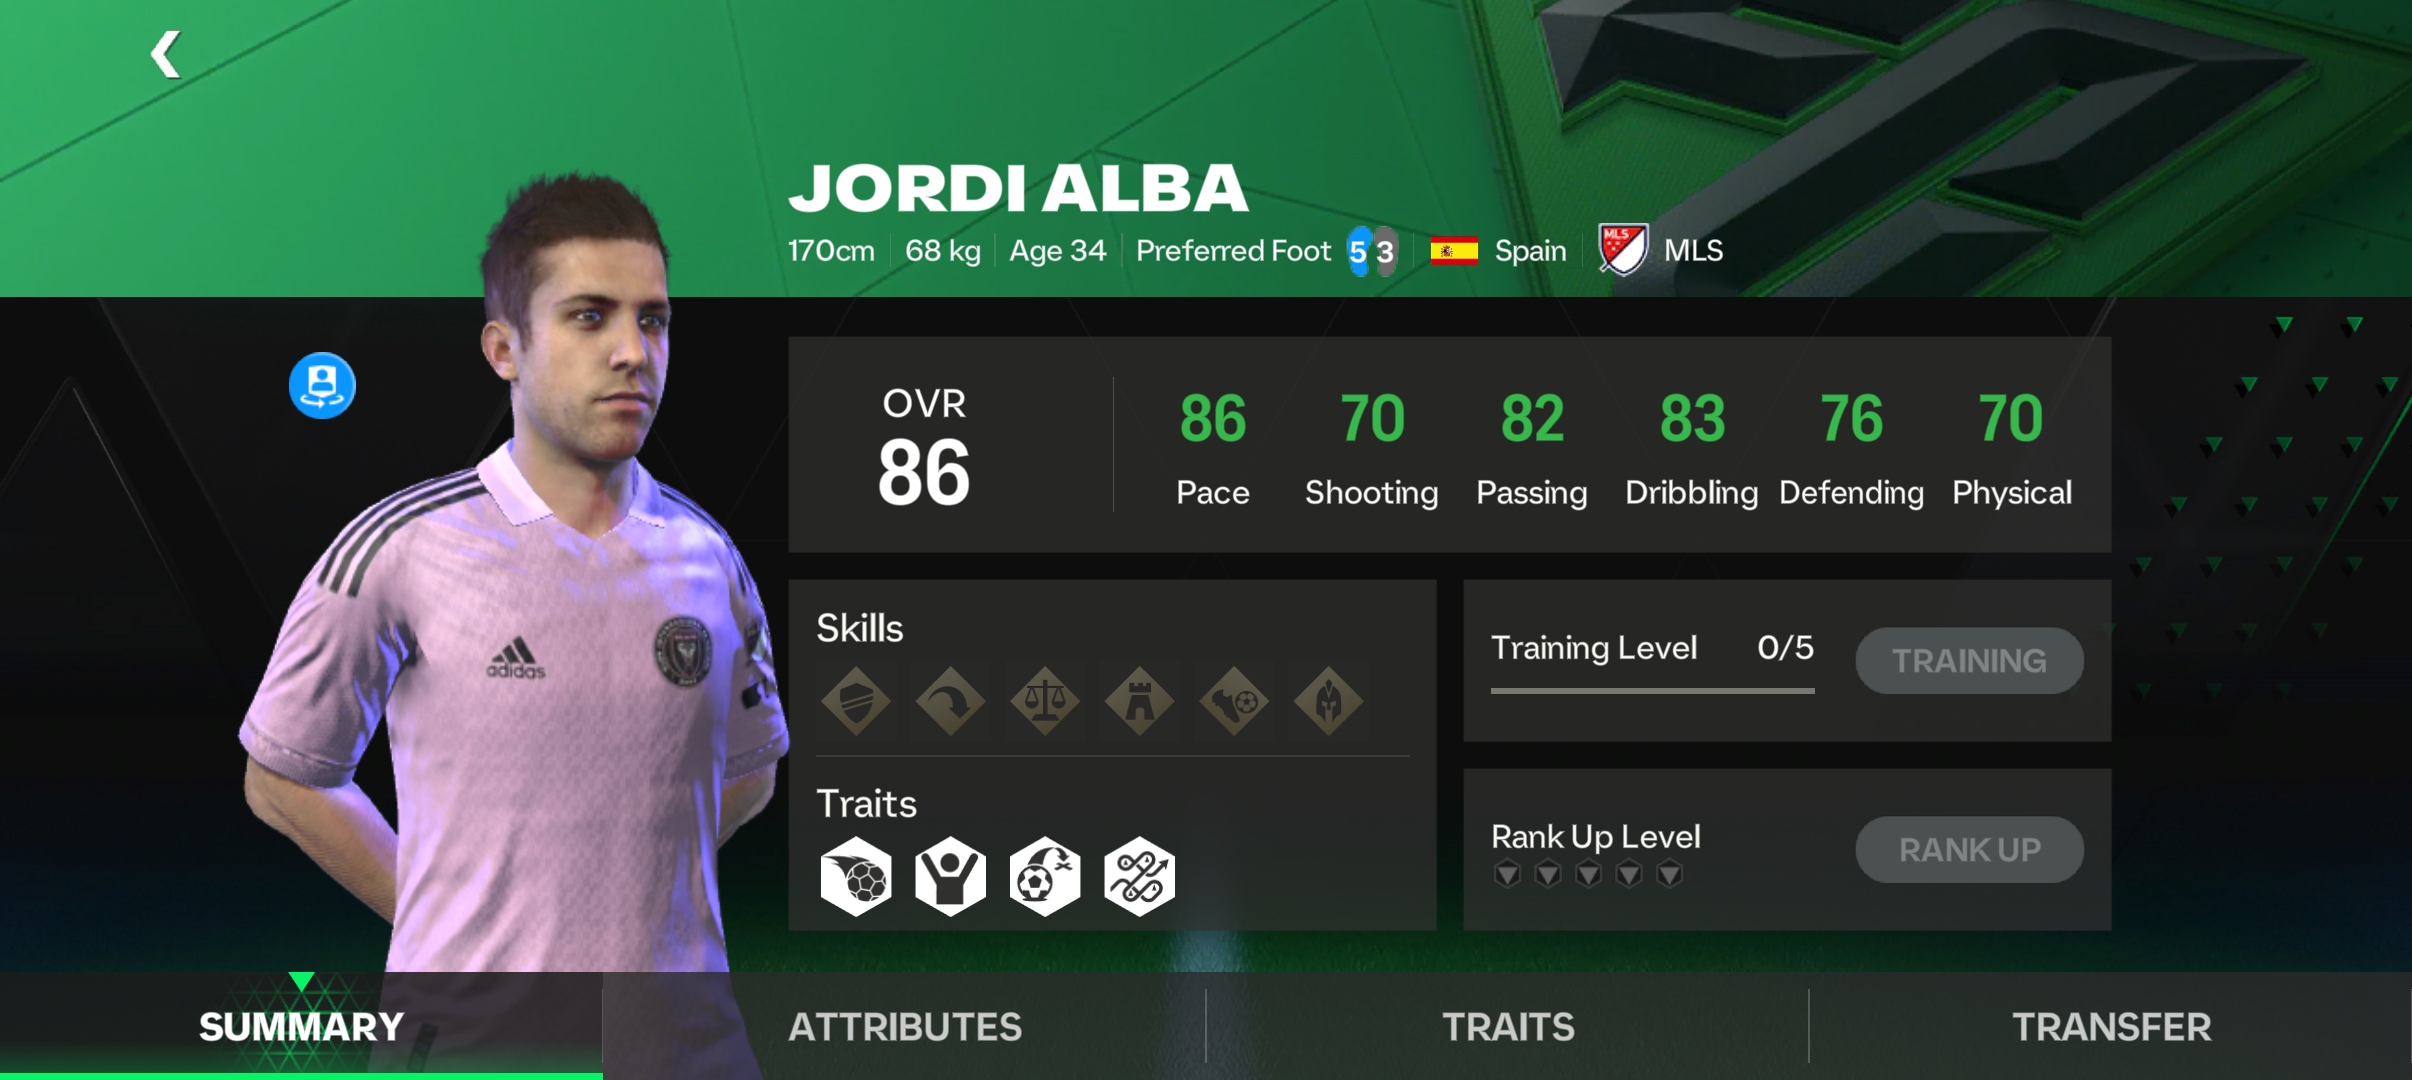 JORDI ALBA
170cm 68 kg Age 34 Preferred Foot 5 3 Spain MLS MLS
OVR
86
86 70 82 83 76 70
Pace Shooting Passing Dribbling Defending Physical
adidas
Skills
Training Level 0/5 TRAINING
Traits
Rank Up Level RANK UP
SUMMARY ATTRIBUTES TRAITS TRANSFER